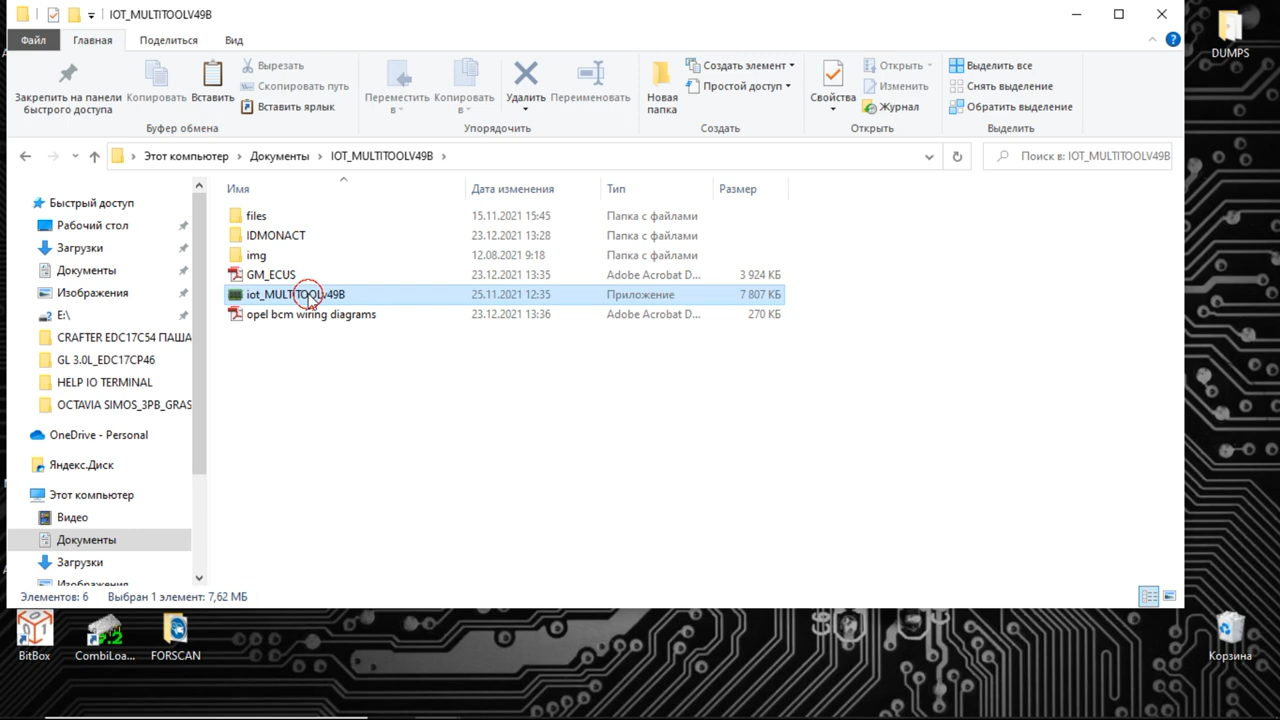 IOT_MULTITOOLV49B
Файл Главная Поделиться Вид
Закрепить на панели быстрого доступа
Копировать
Вставить
Вырезать
Скопировать путь
Вставить ярлык
Буфер обмена
Переместить в
Копировать в
Удалить
Переименовать
Упорядочить
Новая папка
Создать элемент
Простой доступ
Создать
Свойства
Открыть
Изменить
Журнал
Открыть
Выделить все
Снять выделение
Обратить выделение
Выделить
Этот компьютер > Документы > IOT_MULTITOOLV49B >
Поиск в: IOT_MULTITOOLV49B
Быстрый доступ
Рабочий стол
Загрузки
Документы
Изображения
E:\
CRAFTER EDC17C54 ПАША
GL 3.0L_EDC17CP46
HELP IO TERMINAL
OCTAVIA SIMOS_3PB_GRAS
OneDrive - Personal
Яндекс.Диск
Этот компьютер
Видео
Документы
Загрузки
Изображения
Имя Дата изменения Тип Размер
files 15.11.2021 15:45 Папка с файлами
IDMONACT 23.12.2021 13:28 Папка с файлами
img 12.08.2021 9:18 Папка с файлами
GM_ECUS 23.12.2021 13:35 Adobe Acrobat D... 3 924 КБ
iot_MULTITOOLv49B 25.11.2021 12:35 Приложение 7 807 КБ
opel bcm wiring diagrams 23.12.2021 13:36 Adobe Acrobat D... 270 КБ
Элементов: 6 Выбран 1 элемент: 7,62 МБ
DUMPS
BitBox
CombiLoa...
FORSCAN
Корзина